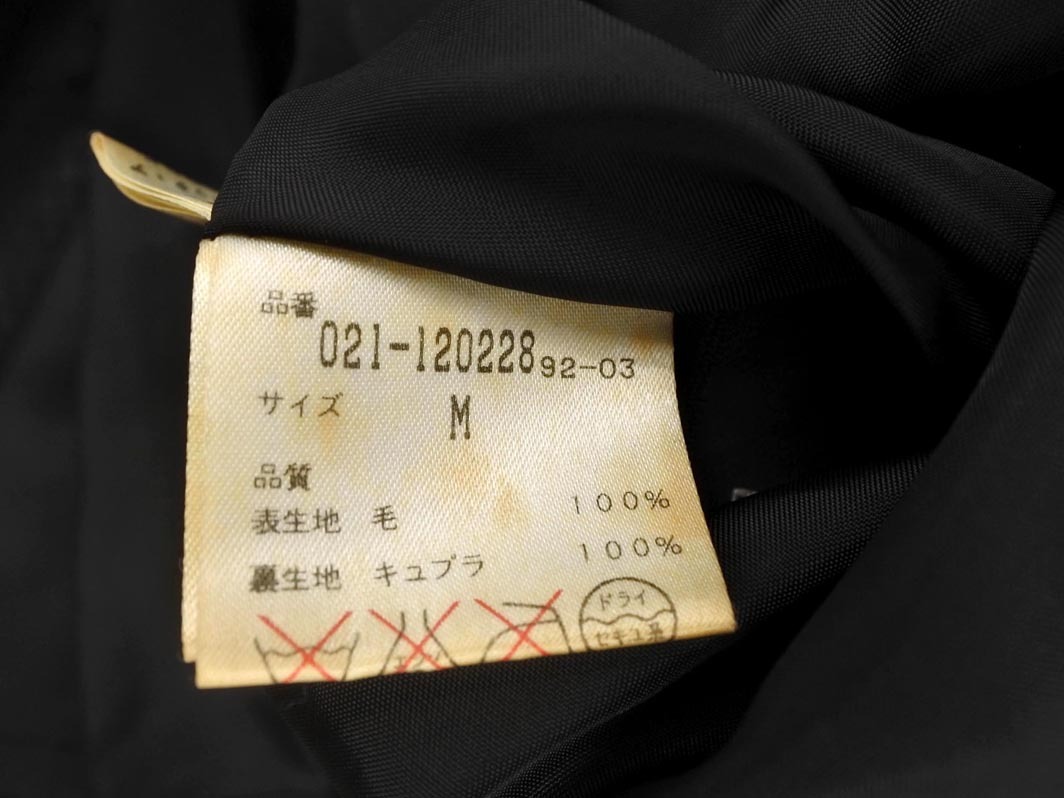 品番
021-120228 92-03
サイズ M
品質
表生地 毛 100%
裏生地 キュプラ 100%
ドライ
セキユ系